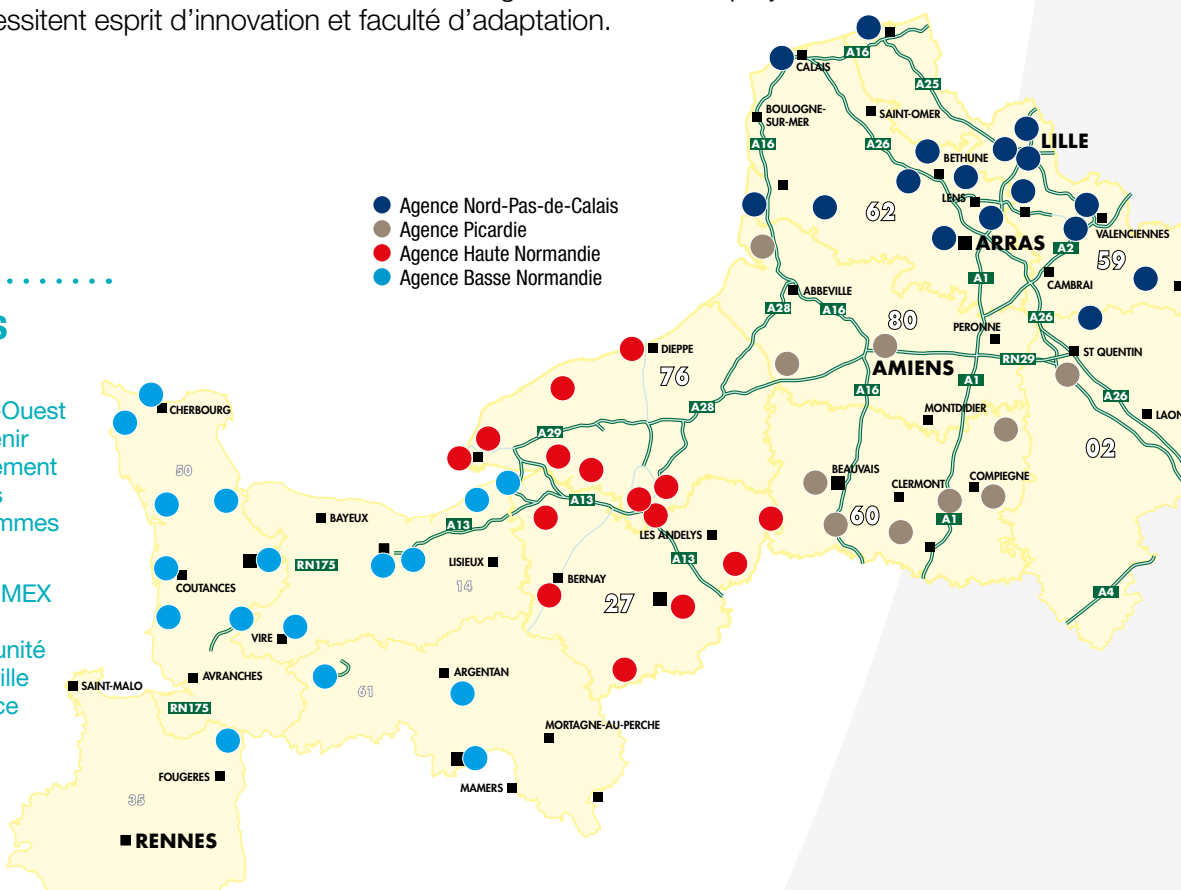 essitent esprit d'innovation et faculté d'adaptation.
Agence Nord-Pas-de-Calais
Agence Picardie
Agence Haute Normandie
Agence Basse Normandie
s
-Ouest
enir
ement
s
ommes
MEX
unité
ille
ce
A16
CALAIS
A25
BOULOGNE-
SUR-MER
SAINT-OMER
A16
A26
LILLE
BETHUNE
LENS
62
VALENCIENNES
ARRAS
A2
59
A1
CAMBRAI
ABBEVILLE
A28
A16
80
A26
PERONNE
DIEPPE
ST QUENTIN
RN29
76
AMIENS
A1
A16
A26
A28
MONTDIDIER
LAON
CHERBOURG
A29
02
50
BEAUVAIS
CLERMONT
COMPIEGNE
A13
60
A1
BAYEUX
A13
LES ANDELYS
RN175
LISIEUX
A13
COUTANCES
14
BERNAY
27
A4
VIRE
AVRANCHES
ARGENTAN
SAINT-MALO
61
RN175
MORTAGNE-AU-PERCHE
FOUGERES
MAMERS
35
RENNES